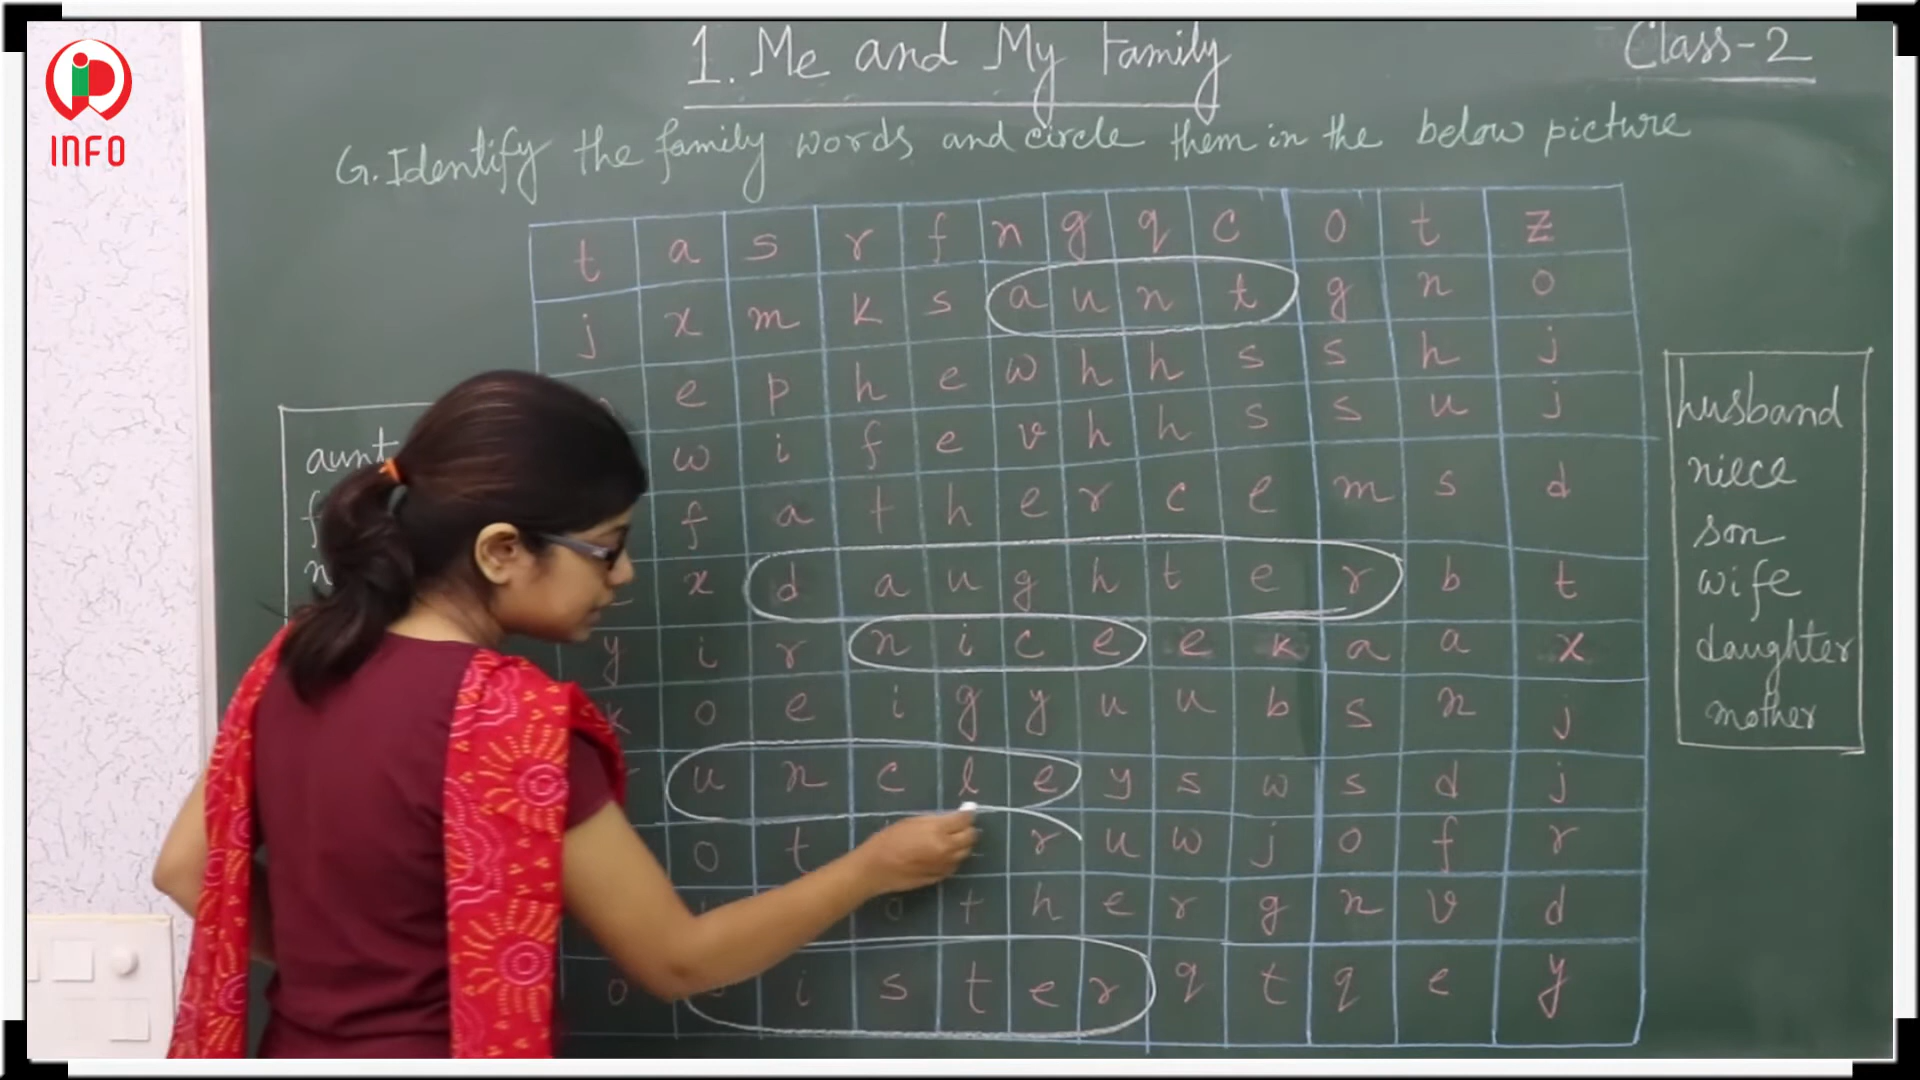 INFO
1. Me and My Family
Class-2
G. Identify the family words and circle them in the below picture
t a s r f n g q c o t z
j x m k s a u n t g n o
e p h e w h h s s h j
w i f e v h h s s u j
f a t h e r c e m s d
x d a u g h t e r b t
y i r n i c e e k a a x
k o e i g y u u b s n j
u n c l e y s w s d j
o t r u w j o f r
o t h e r g n v d
o i s t e r q t q e y
aunt
husband
niece
son
wife
daughter
mother